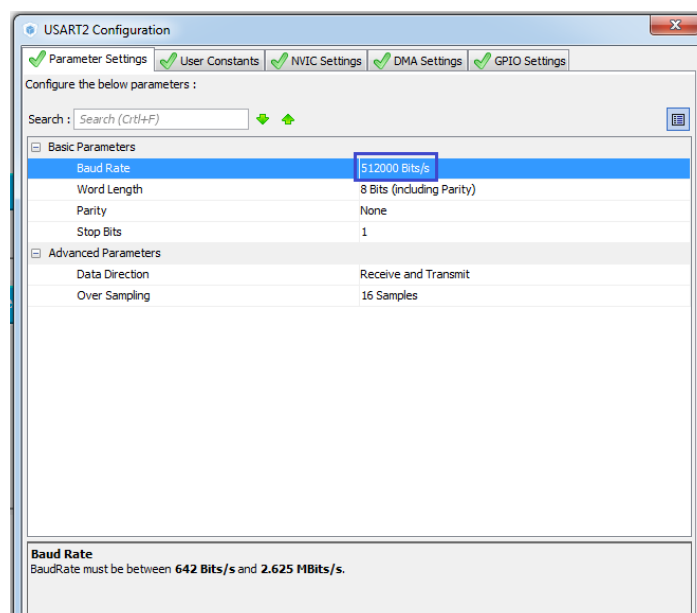 USART2 Configuration
Parameter Settings User Constants NVIC Settings DMA Settings GPIO Settings
Configure the below parameters :
Search : Search (Crtl+F)
Basic Parameters
Baud Rate 512000 Bits/s
Word Length 8 Bits (including Parity)
Parity None
Stop Bits 1
Advanced Parameters
Data Direction Receive and Transmit
Over Sampling 16 Samples
Baud Rate
BaudRate must be between 642 Bits/s and 2.625 MBits/s.